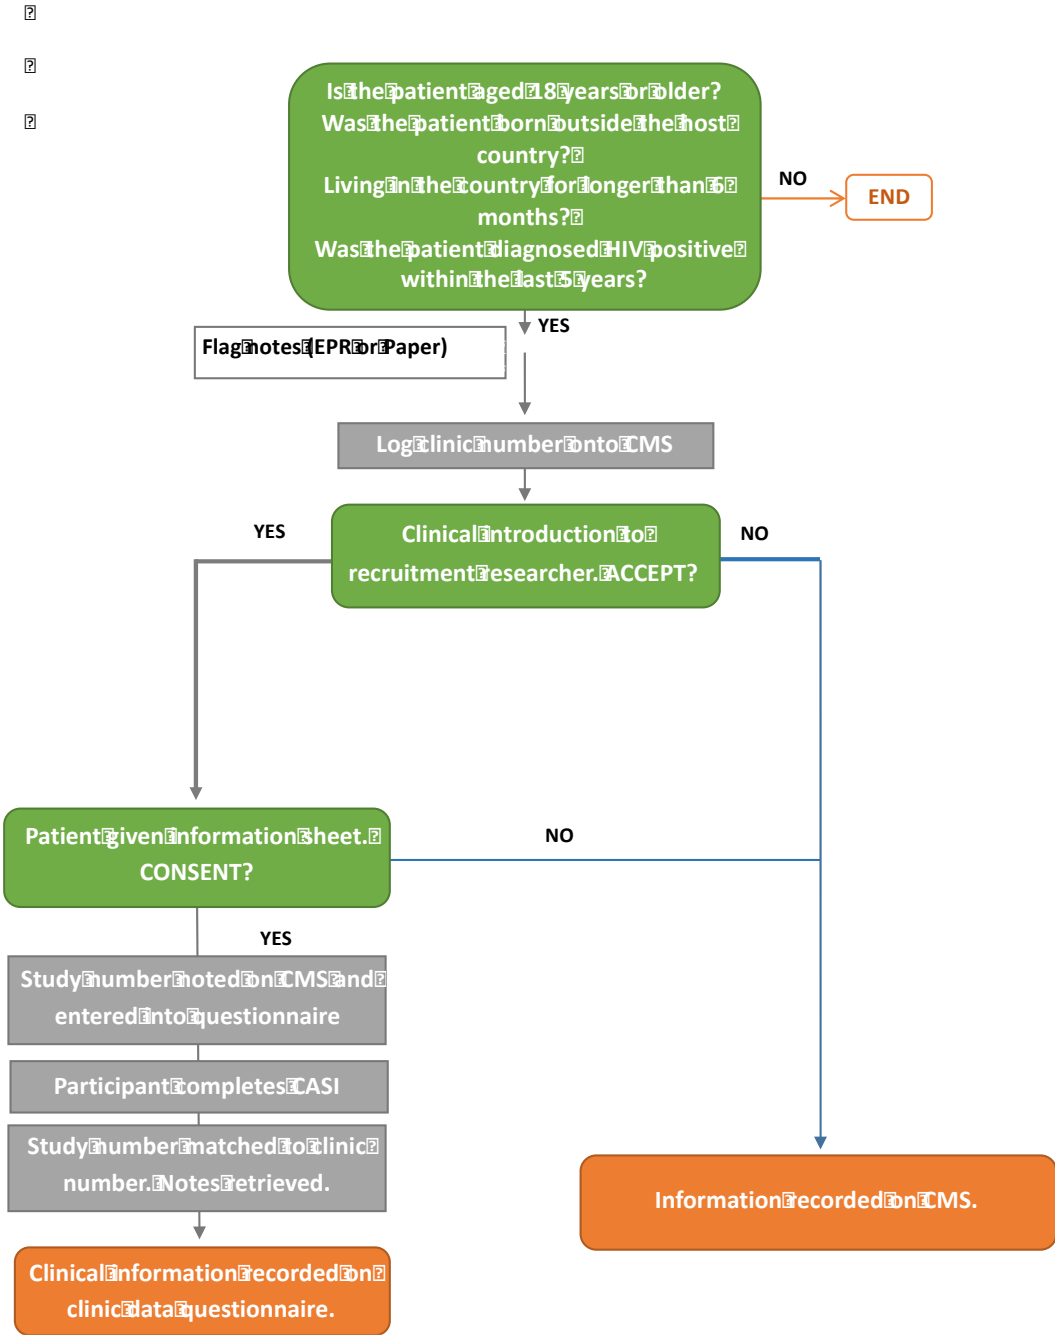 Is the patient aged 18 years or older?
Was the patient born outside the host
country?
Living in the country for longer than 6
months?
Was the patient diagnosed HIV positive
within the last 5 years?
NO
END
YES
Flag notes (EPR or Paper)
Log clinic number onto CMS
YES
Clinical introduction to
recruitment researcher. ACCEPT?
NO
Patient given information sheet.
CONSENT?
NO
YES
Study number noted on CMS and
entered into questionnaire
Participant completes CASI
Study number matched to clinic
number. Notes retrieved.
Information recorded on CMS.
Clinical information recorded on
clinic data questionnaire.